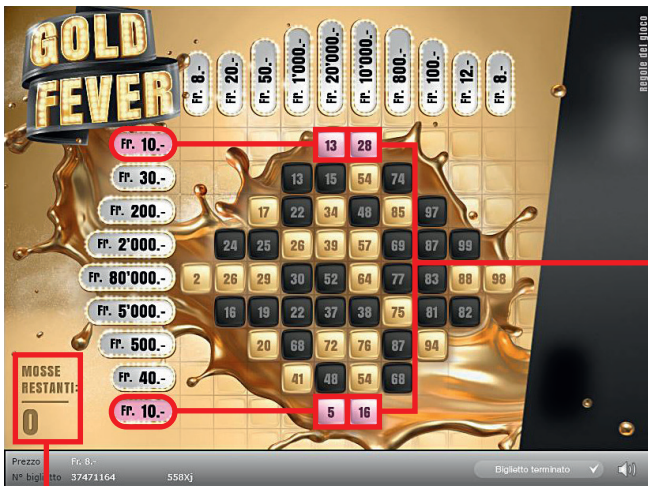 GOLD
FEVER
Fr. 8.-
Fr. 20.-
Fr. 50.-
Fr. 1'000.-
Fr. 20'000.-
Fr. 10'000.-
Fr. 800.-
Fr. 100.-
Fr. 12.-
Fr. 8.-
Regole del gioco
Fr. 10.- 13 28
Fr. 30.- 13 15 54 74
Fr. 200.- 17 22 34 48 85 97
Fr. 2'000.- 24 25 26 39 57 69 87 99
Fr. 80'000.- 2 26 29 30 52 64 77 83 88 98
Fr. 5'000.- 16 19 22 37 38 75 81 82
Fr. 500.- 20 68 72 76 87 94
Fr. 40.- 41 48 54 68
Fr. 10.- 5 16
MOSSE
RESTANTI:
0
Prezzo Fr. 8.-
N° biglietto 37471164 558Xj
Biglietto terminato